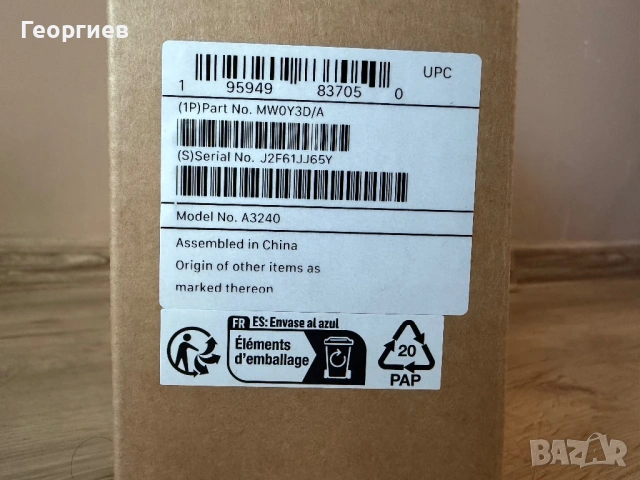 Георгиев
UPC
1 95949 83705 0
(1P)Part No. MW0Y3D/A
(S)Serial No. J2F61JJ65Y
Model No. A3240
Assembled in China
Origin of other items as
marked thereon
FR ES: Envase al azul
Éléments
d'emballage
20
PAP
BAZAR